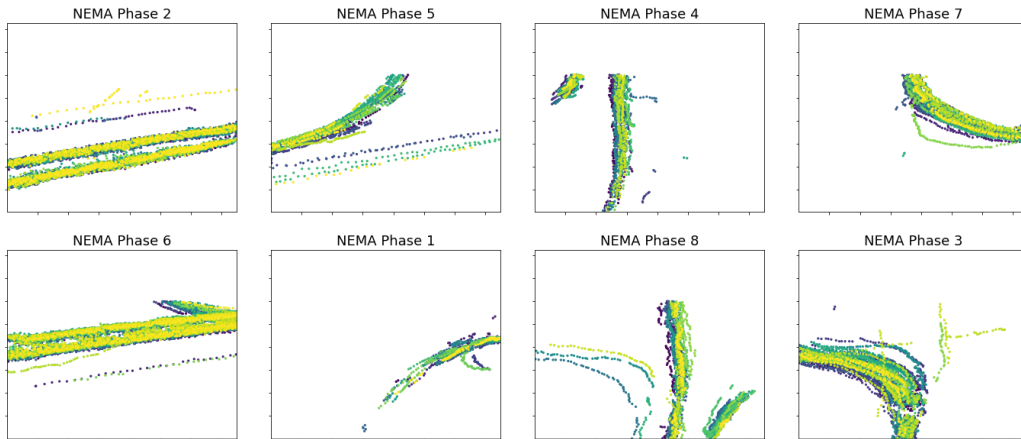 NEMA Phase 2
NEMA Phase 5
NEMA Phase 4
NEMA Phase 7
NEMA Phase 6
NEMA Phase 1
NEMA Phase 8
NEMA Phase 3